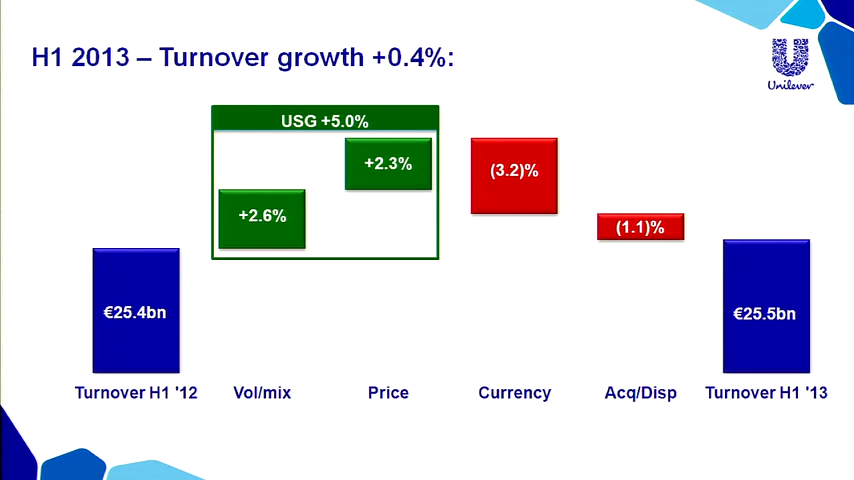 H1 2013 – Turnover growth +0.4%:
Unilever
USG +5.0%
+2.3%
(3.2)%
+2.6%
(1.1)%
€25.4bn
€25.5bn
Turnover H1 '12
Vol/mix
Price
Currency
Acq/Disp
Turnover H1 '13